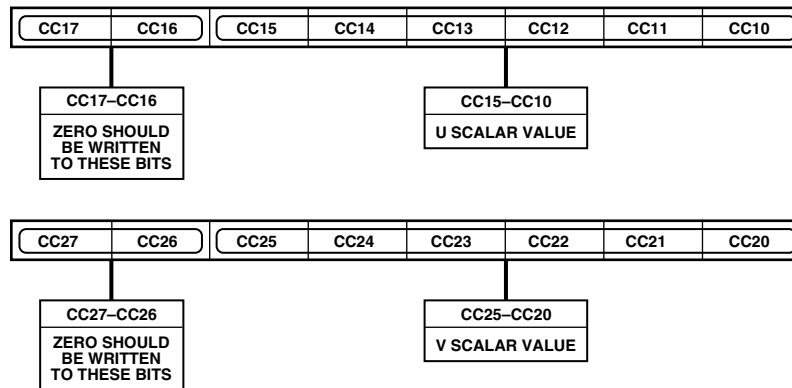 CC17 CC16 CC15 CC14 CC13 CC12 CC11 CC10
CC17–CC16
ZERO SHOULD
BE WRITTEN
TO THESE BITS
CC15–CC10
U SCALAR VALUE
CC27 CC26 CC25 CC24 CC23 CC22 CC21 CC20
CC27–CC26
ZERO SHOULD
BE WRITTEN
TO THESE BITS
CC25–CC20
V SCALAR VALUE